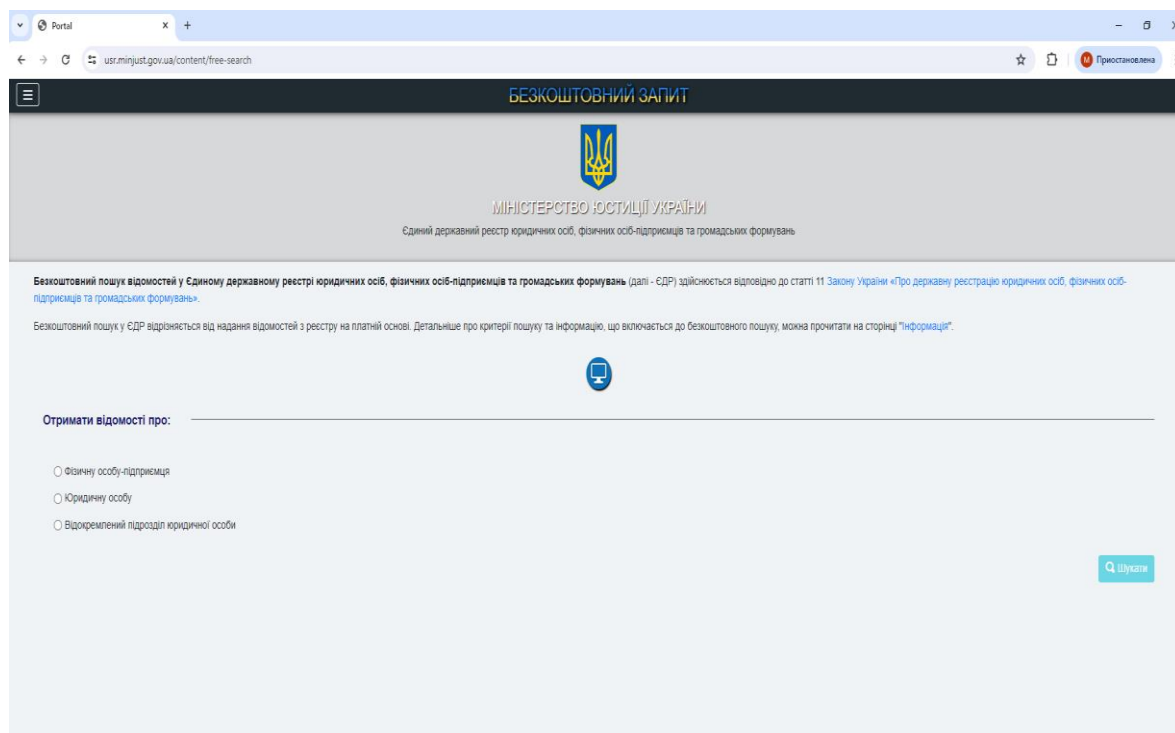 Portal
usr.minjust.gov.ua/content/free-search
М Призостановлена
БЕЗКОШТОВНИЙ ЗАПИТ
МІНІСТЕРСТВО ЮСТИЦІЇ УКРАЇНИ
Єдиний державний реєстр юридичних осіб, фізичних осіб-підприємців та громадських формувань
Безкоштовний пошук відомостей у Єдиному державному реєстрі юридичних осіб, фізичних осіб-підприємців та громадських формувань (далі - ЄДР) здійснюється відповідно до статті 11 Закону України «Про державну реєстрацію юридичних осіб, фізичних осіб-
підприємців та громадських формувань».
Безкоштовний пошук у ЄДР відрізняється від надання відомостей з реєстру на платній основі. Детальніше про критерії пошуку та інформацію, що включається до безкоштовного пошуку, можна прочитати на сторінці "Інформація".
Отримати відомості про:
Фізичну особу-підприємця
Юридичну особу
Відокремлений підрозділ юридичної особи
Шукати